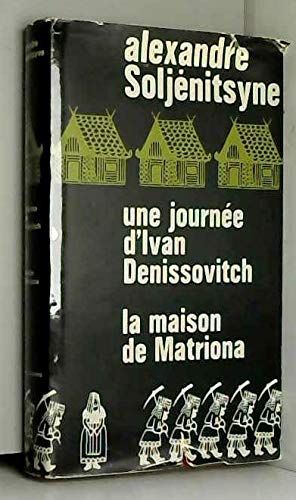 alexandre
Soljénitsyne
une journée
d'Ivan
Denissovitch
la maison
de Matriona